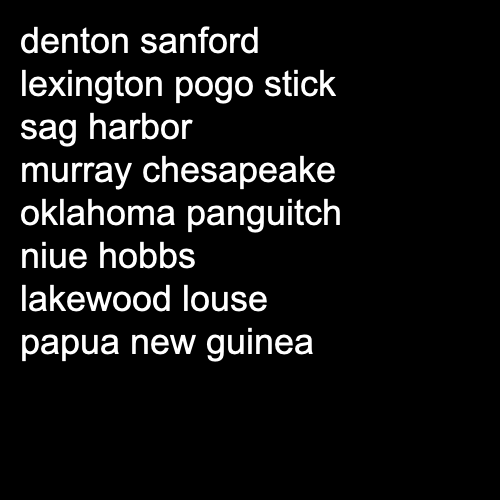 denton sanford
lexington pogo stick
sag harbor
murray chesapeake
oklahoma panguitch
niue hobbs
lakewood louse
papua new guinea